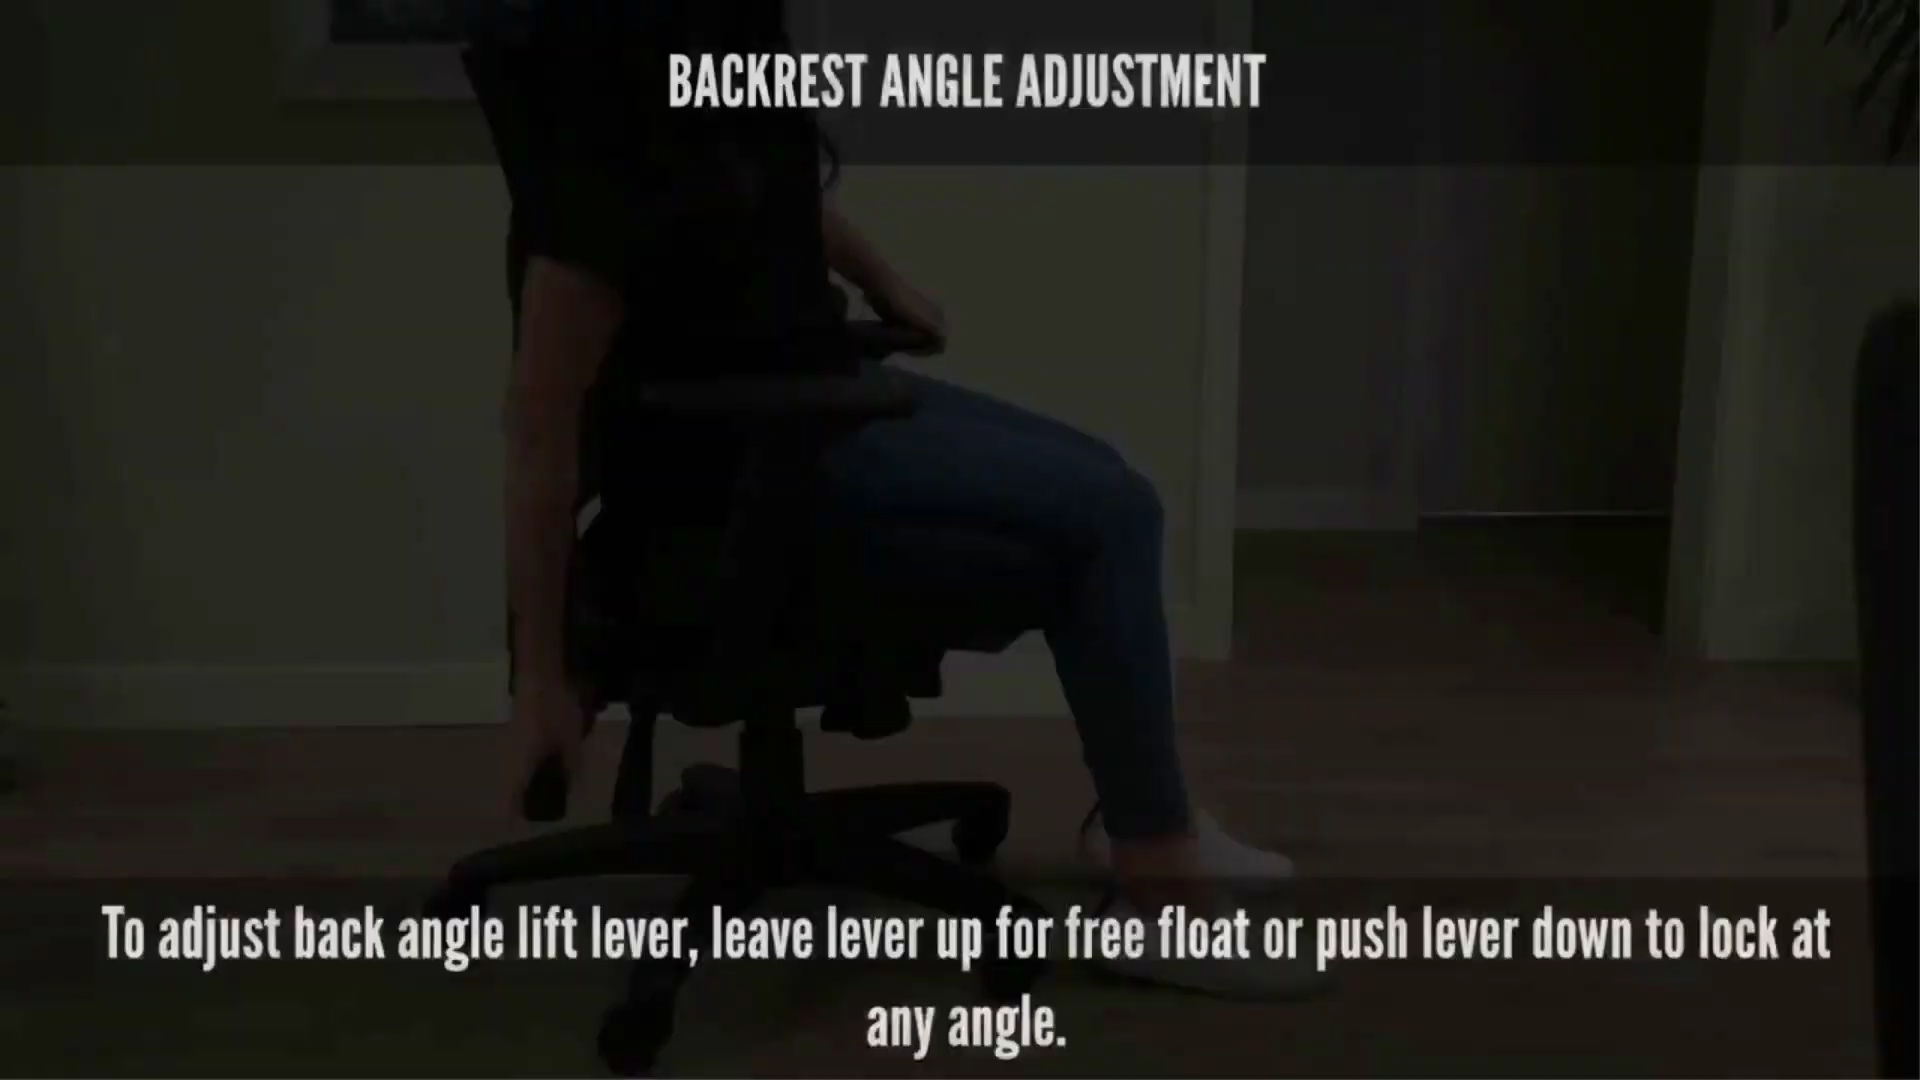 BACKREST ANGLE ADJUSTMENT
To adjust back angle lift lever, leave lever up for free float or push lever down to lock at
any angle.